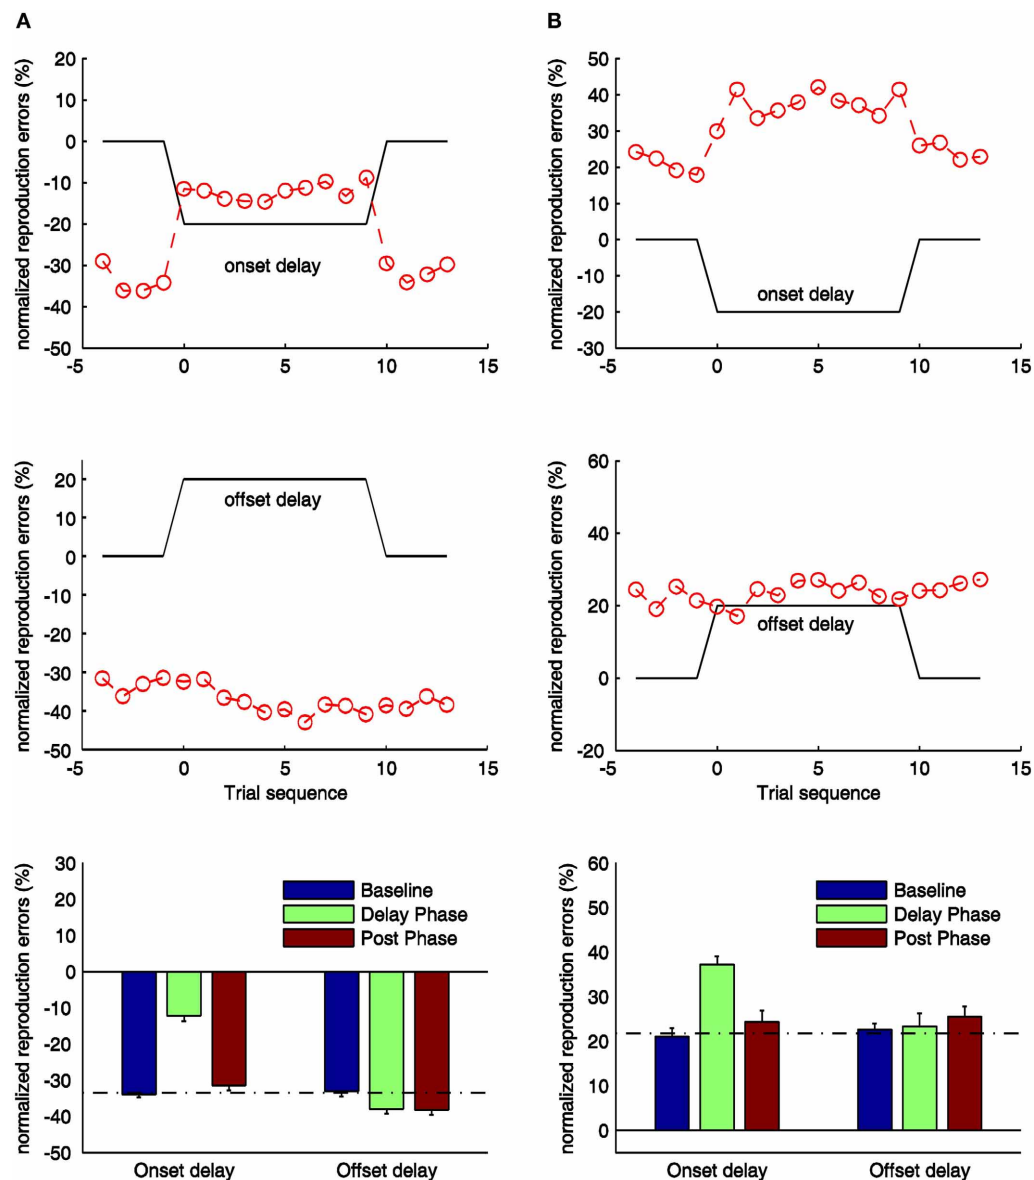 A
B
normalized reproduction errors (%)
20
10
0
-10
-20
-30
-40
-50
onset delay
-5
0
5
10
15
normalized reproduction errors (%)
50
40
30
20
10
0
-10
-20
-30
onset delay
-5
0
5
10
15
normalized reproduction errors (%)
20
10
0
-10
-20
-30
-40
-50
offset delay
-5
0
5
10
15
Trial sequence
normalized reproduction errors (%)
60
40
20
0
-20
offset delay
-5
0
5
10
15
Trial sequence
normalized reproduction errors (%)
30
20
10
0
-10
-20
-30
-40
-50
Baseline
Delay Phase
Post Phase
Onset delay
Offset delay
normalized reproduction errors (%)
60
50
40
30
20
10
0
Baseline
Delay Phase
Post Phase
Onset delay
Offset delay